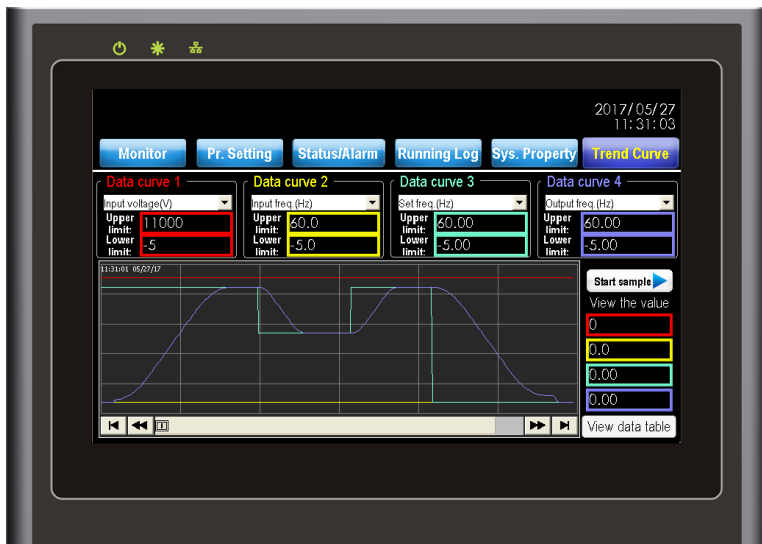 2017/05/27
11:31:03
Monitor Pr. Setting Status/Alarm Running Log Sys. Property Trend Curve
Data curve 1 Data curve 2 Data curve 3 Data curve 4
Input voltage(V) Input freq.(Hz) Set freq.(Hz) Output freq.(Hz)
Upper limit: 11000 Upper limit: 60.0 Upper limit: 60.00 Upper limit: 60.00
Lower limit: -5 Lower limit: -5.0 Lower limit: -5.00 Lower limit: -5.00
11:31:01 05/27/17
Start sample
View the value
0
0.0
0.00
0.00
View data table